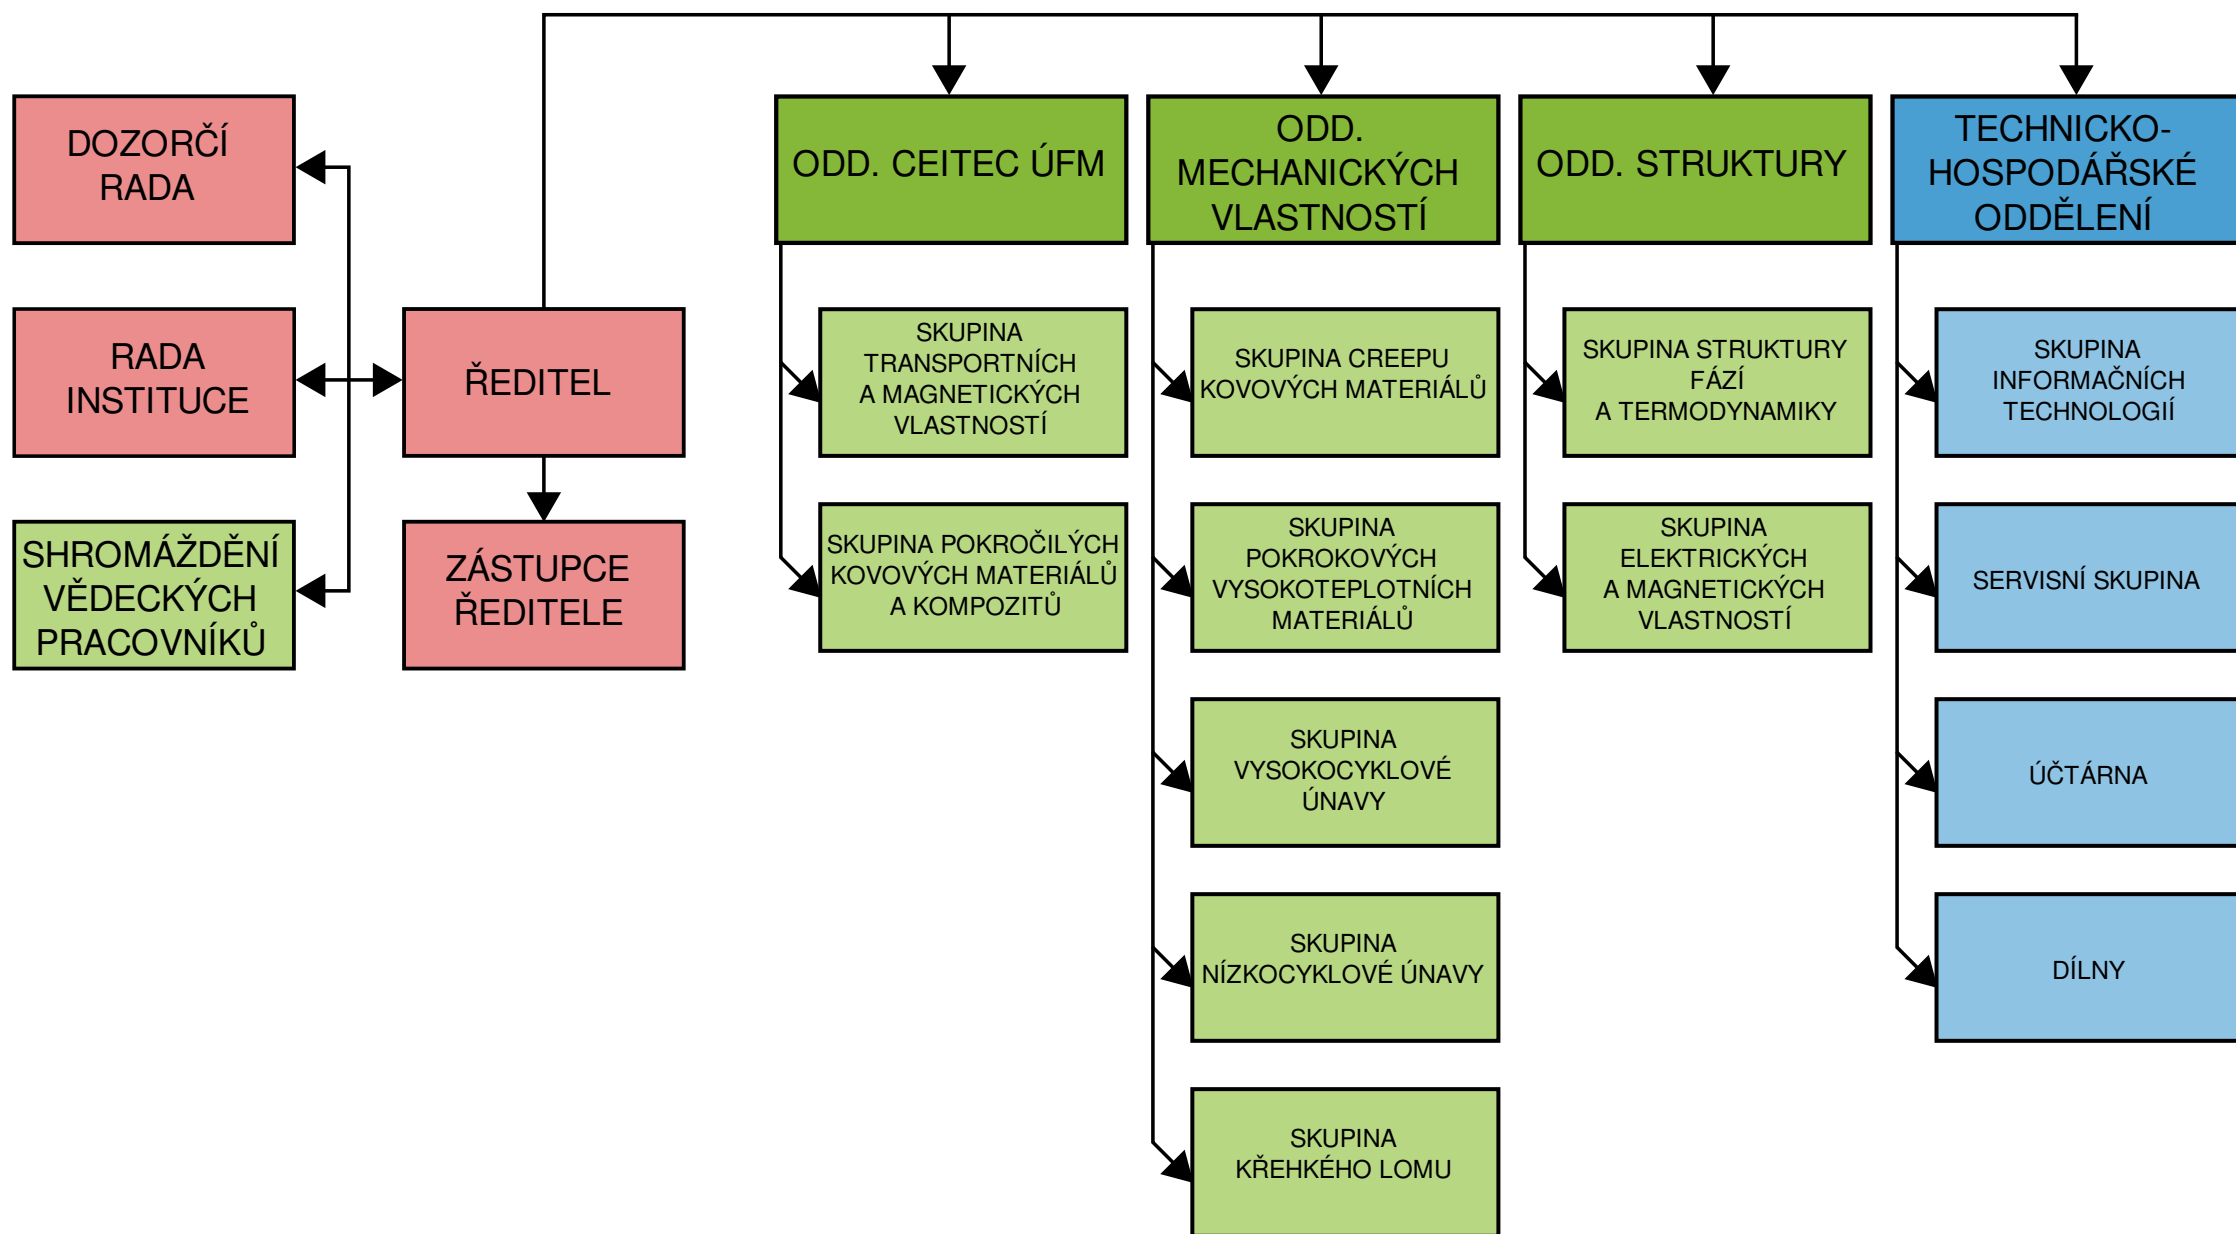 DOZORČÍ
RADA
RADA
INSTITUCE
SHROMÁŽDĚNÍ
VĚDECKÝCH
PRACOVNÍKŮ
ŘEDITEL
ZÁSTUPCE
ŘEDITELE
ODD. CEITEC ÚFM
SKUPINA
TRANSPORTNÍCH
A MAGNETICKÝCH
VLASTNOSTÍ
SKUPINA POKROČILÝCH
KOVOVÝCH MATERIÁLŮ
A KOMPOZITŮ
ODD.
MECHANICKÝCH
VLASTNOSTÍ
SKUPINA CREEPU
KOVOVÝCH MATERIÁLŮ
SKUPINA
POKROKOVÝCH
VYSOKOTEPLOTNÍCH
MATERIÁLŮ
SKUPINA
VYSOKOCYKLOVÉ
ÚNAVY
SKUPINA
NÍZKOCYKLOVÉ ÚNAVY
SKUPINA
KŘEHKÉHO LOMU
ODD. STRUKTURY
SKUPINA STRUKTURY
FÁZÍ
A TERMODYNAMIKY
SKUPINA
ELEKTRICKÝCH
A MAGNETICKÝCH
VLASTNOSTÍ
TECHNICKO-
HOSPODÁŘSKÉ
ODDĚLENÍ
SKUPINA
INFORMAČNÍCH
TECHNOLOGIÍ
SERVISNÍ SKUPINA
ÚČTÁRNA
DÍLNY